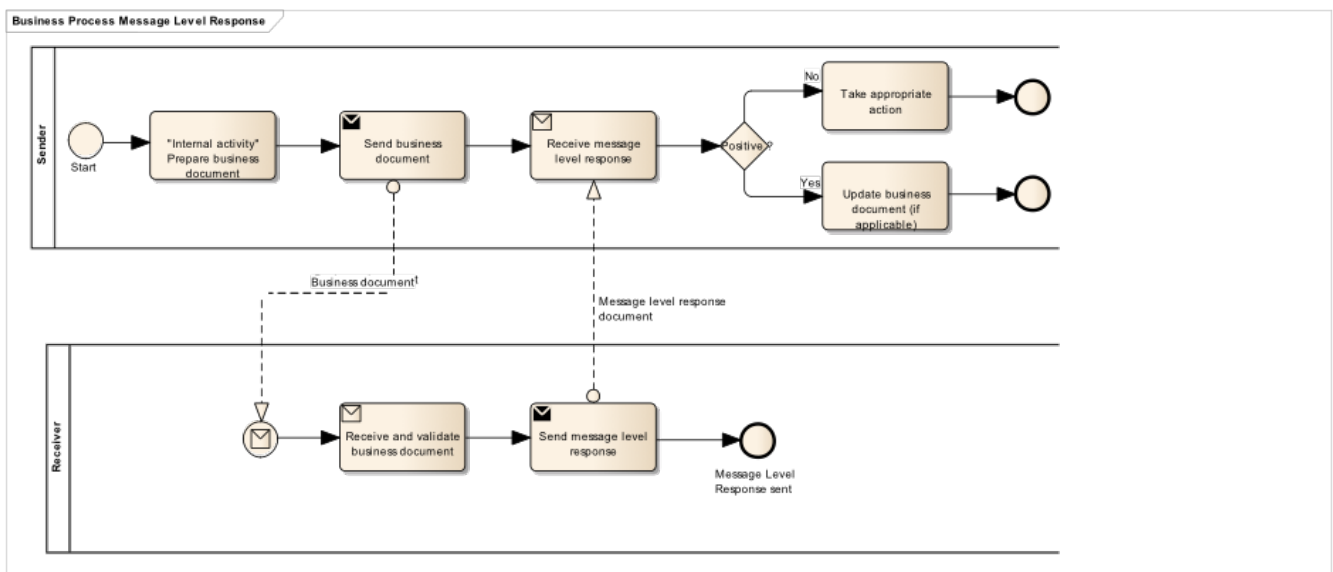 Business Process Message Level Response
Sender
Start
"Internal activity"
Prepare business
document
Send business
document
Receive message
level response
Positive?
No
Take appropriate
action
Yes
Update business
document (if
applicable)
Business document
Message level response
document
Receiver
Receive and validate
business document
Send message level
response
Message Level
Response sent